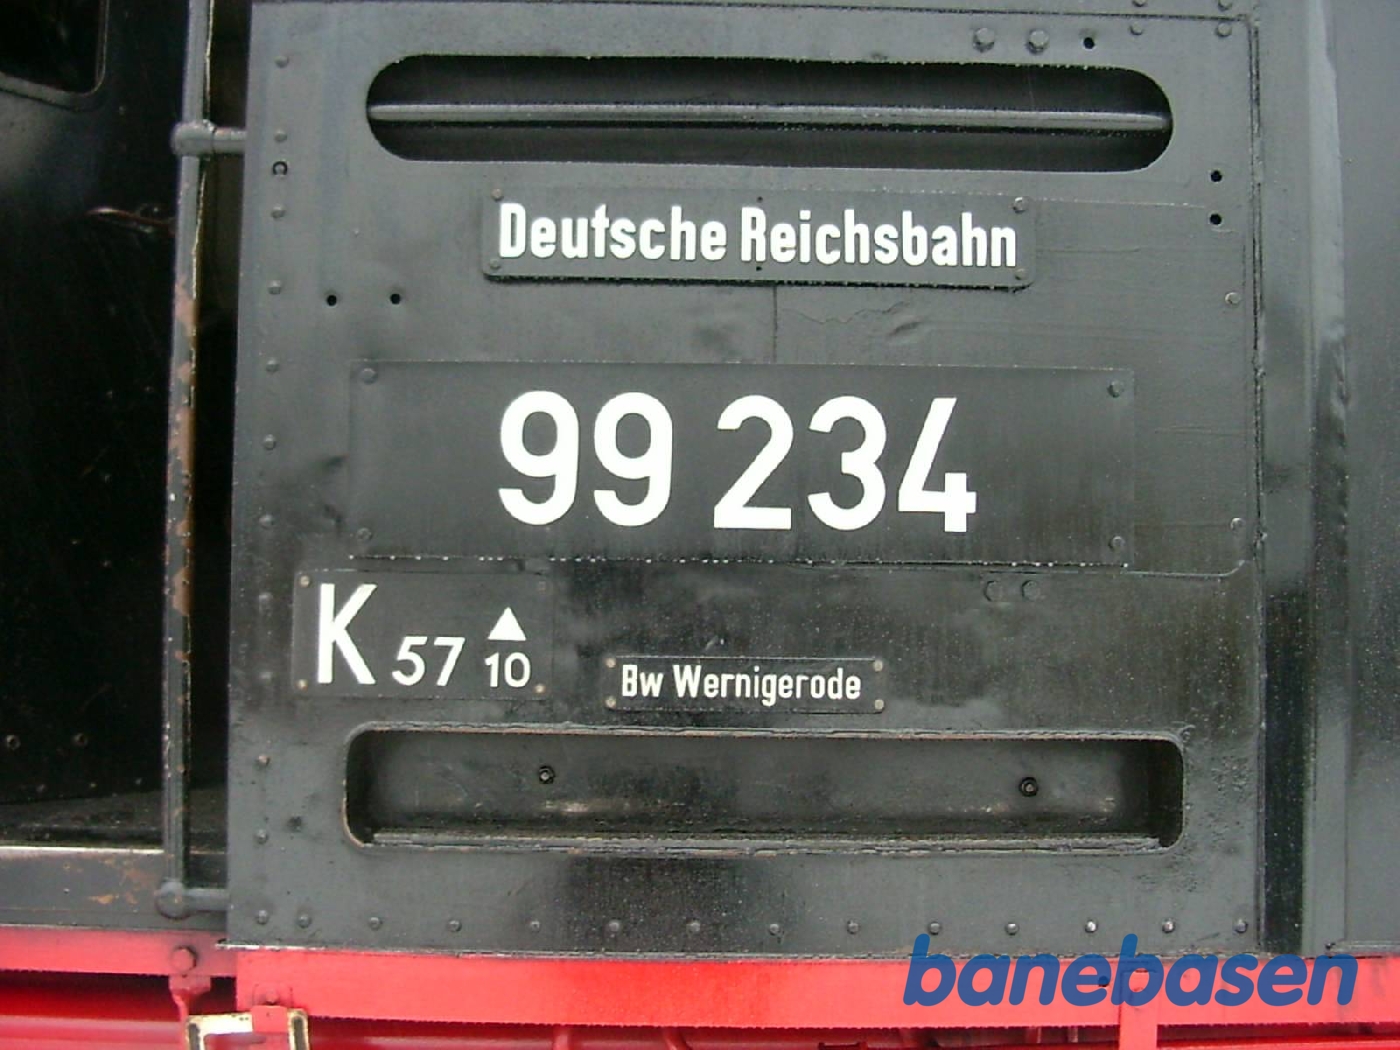 Deutsche Reichsbahn
99 234
K 57 10
Bw Wernigerode
banebasen